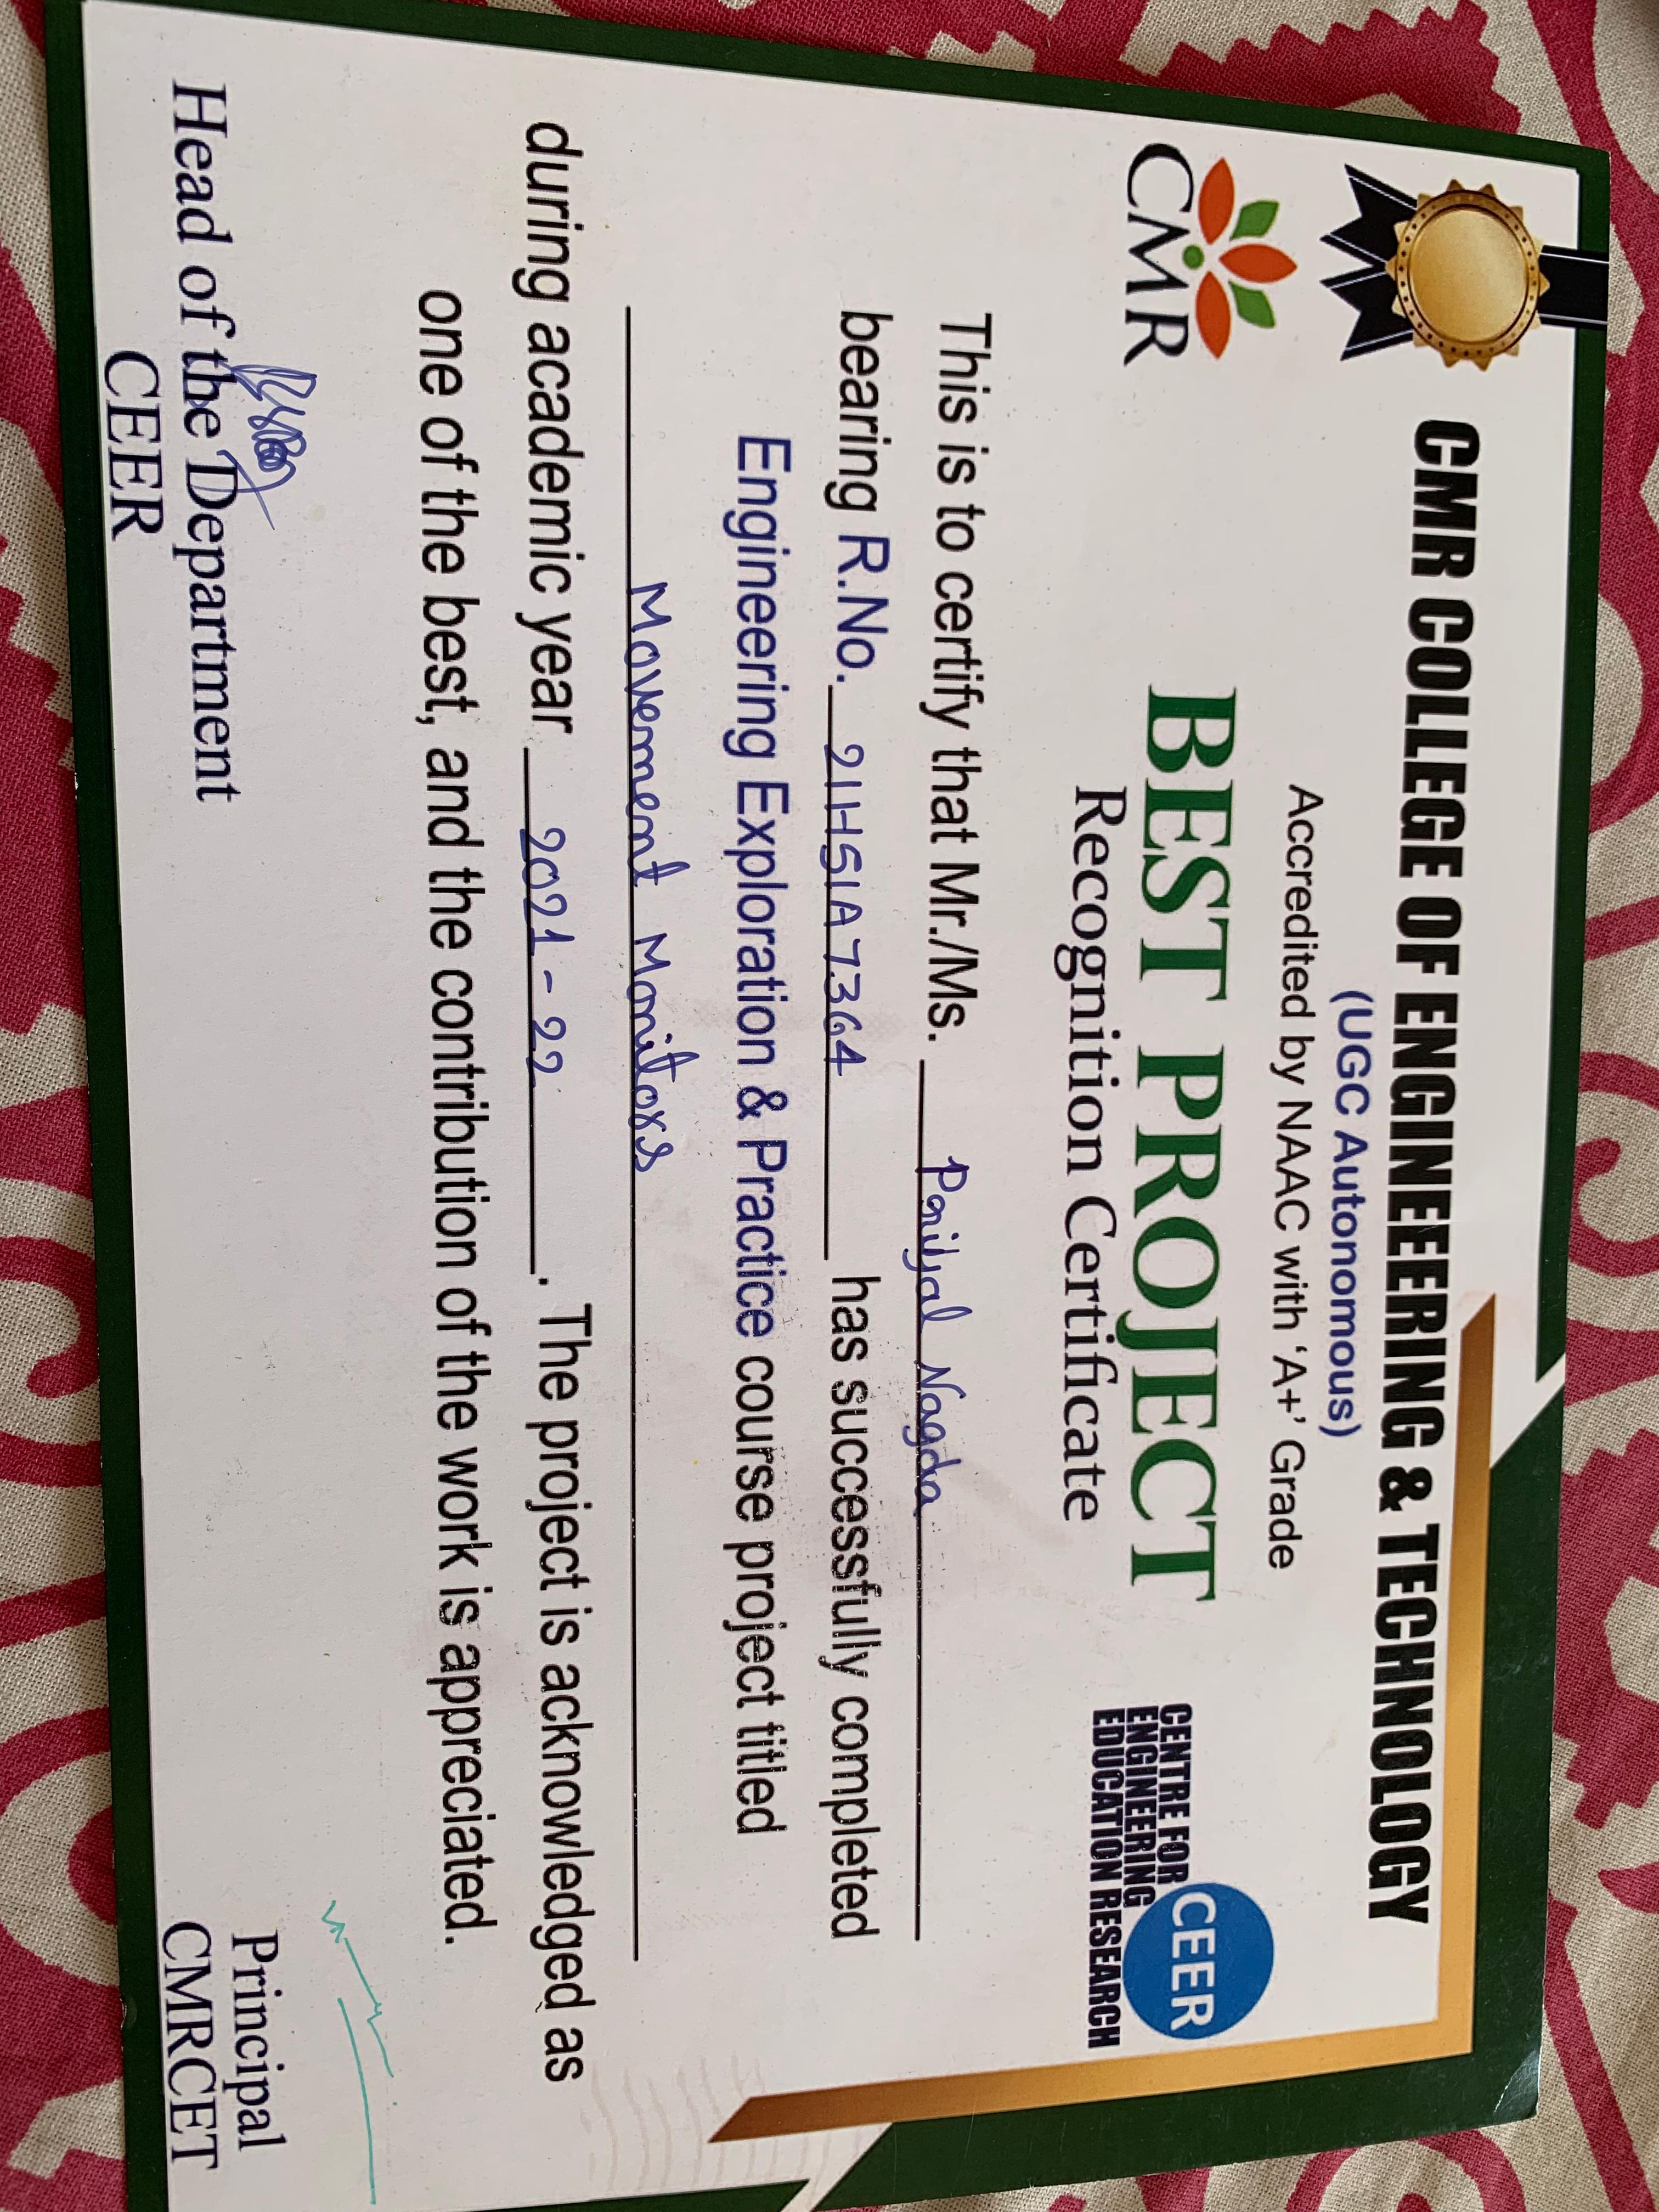 CMR COLLEGE OF ENGINEERING & TECHNOLOGY
(UGC Autonomous)
Accredited by NAAC with ‘A+’ Grade
CMR
BEST PROJECT
Recognition Certificate
CEER
CENTRE FOR
ENGINEERING
EDUCATION RESEARCH
This is to certify that Mr./Ms. Parijal Nagda
bearing R.No. 21H51A7364 has successfully completed
Engineering Exploration & Practice course project titled
Movement Monitors
during academic year 2021-22. The project is acknowledged as
one of the best, and the contribution of the work is appreciated.
Head of the Department
CEER
Principal
CMRCET